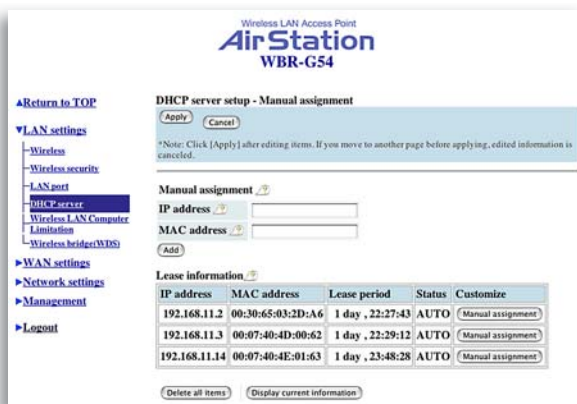 Wireless LAN Access Point
AirStation
WBR-G54
▲Return to TOP
▼LAN settings
Wireless
Wireless security
LAN port
DHCP server
Wireless LAN Computer
Limitation
Wireless bridge(WDS)
▶WAN settings
▶Network settings
▶Management
▶Logout
DHCP server setup - Manual assignment
Apply Cancel
*Note: Click [Apply] after editing items. If you move to another page before applying, edited information is
canceled.
Manual assignment
IP address
MAC address
Add
Lease information
IP address MAC address Lease period Status Customize
192.168.11.2 00:30:65:03:2D:A6 1 day , 22:27:43 AUTO Manual assignment
192.168.11.3 00:07:40:4D:00:62 1 day , 22:29:12 AUTO Manual assignment
192.168.11.14 00:07:40:4E:01:63 1 day , 23:48:28 AUTO Manual assignment
Delete all items Display current information